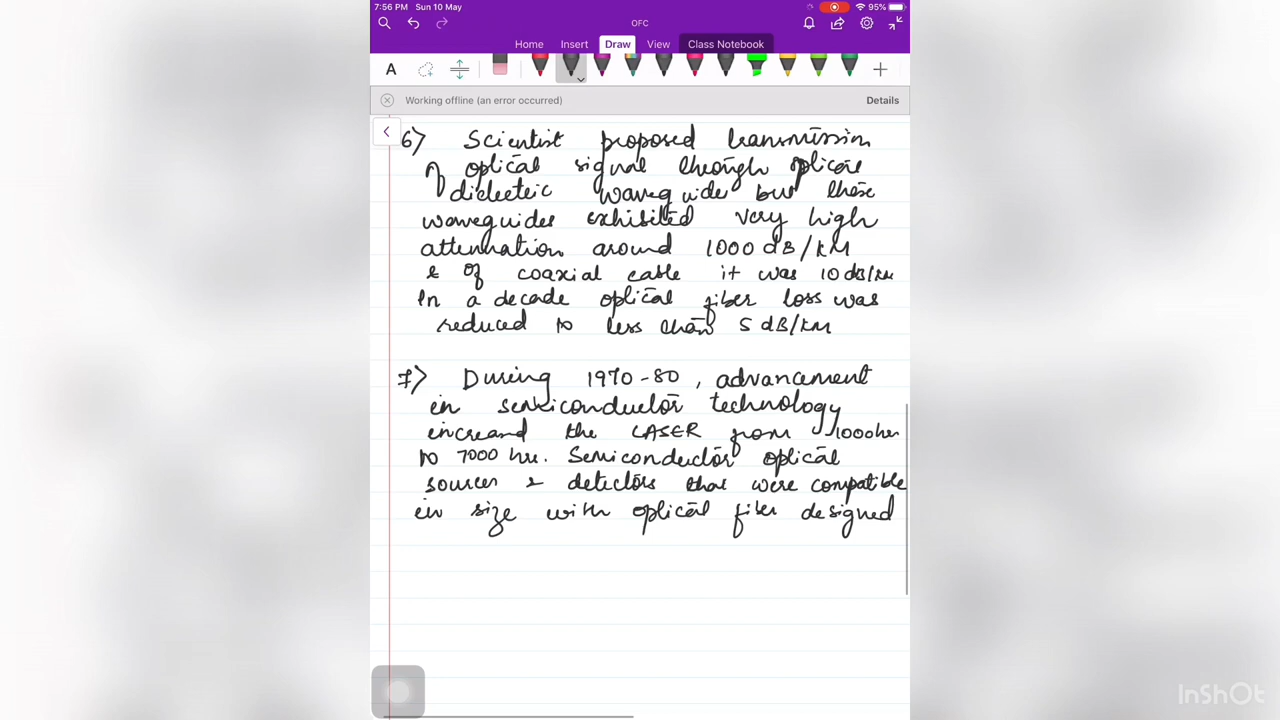 7:56 PM Sun 10 May 95%
OFC
Home Insert Draw View Class Notebook
A
Working offline (an error occurred) Details
6) Scientist proposed transmission
of optical signal through optical
dielectric waveguides but these
waveguides exhibited very high
attenuation around 1000 dB/KM
& of coaxial cable it was 10 dB/km
In a decade optical fiber loss was
reduced to less than 5 dB/KM
7) During 1970-80, advancement
in semiconductor technology
increased the LASER from 1000 hrs
to 7000 hrs. Semiconductor optical
sources & detectors that were compatible
in size with optical fiber designed
InShOt